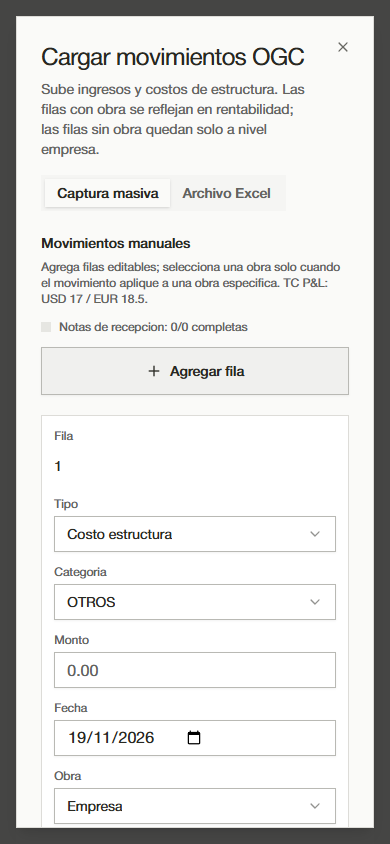 Cargar movimientos OGC
Sube ingresos y costos de estructura. Las
filas con obra se reflejan en rentabilidad;
las filas sin obra quedan solo a nivel
empresa.
Captura masiva
Archivo Excel
Movimientos manuales
Agrega filas editables; selecciona una obra solo cuando
el movimiento aplique a una obra especifica. TC P&L:
USD 17 / EUR 18.5.
Notas de recepcion: 0/0 completas
Agregar fila
Fila
1
Tipo
Costo estructura
Categoria
OTROS
Monto
0.00
Fecha
19/11/2026
Obra
Empresa